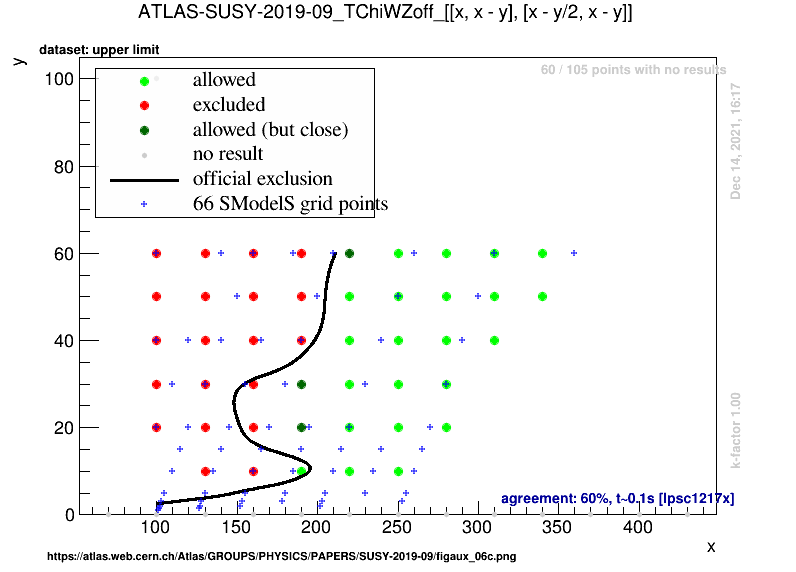 ATLAS-SUSY-2019-09_TChiWZoff_[[x, x - y], [x - y/2, x - y]]
dataset: upper limit
60 / 105 points with no results
y
100
80
60
40
20
0
allowed
excluded
allowed (but close)
no result
official exclusion
66 SModelS grid points
Dec 14, 2021, 16:17
k-factor 1.00
agreement: 60%, t~0.1s [lpsc1217x]
100 150 200 250 300 350 400
x
https://atlas.web.cern.ch/Atlas/GROUPS/PHYSICS/PAPERS/SUSY-2019-09/figaux_06c.png